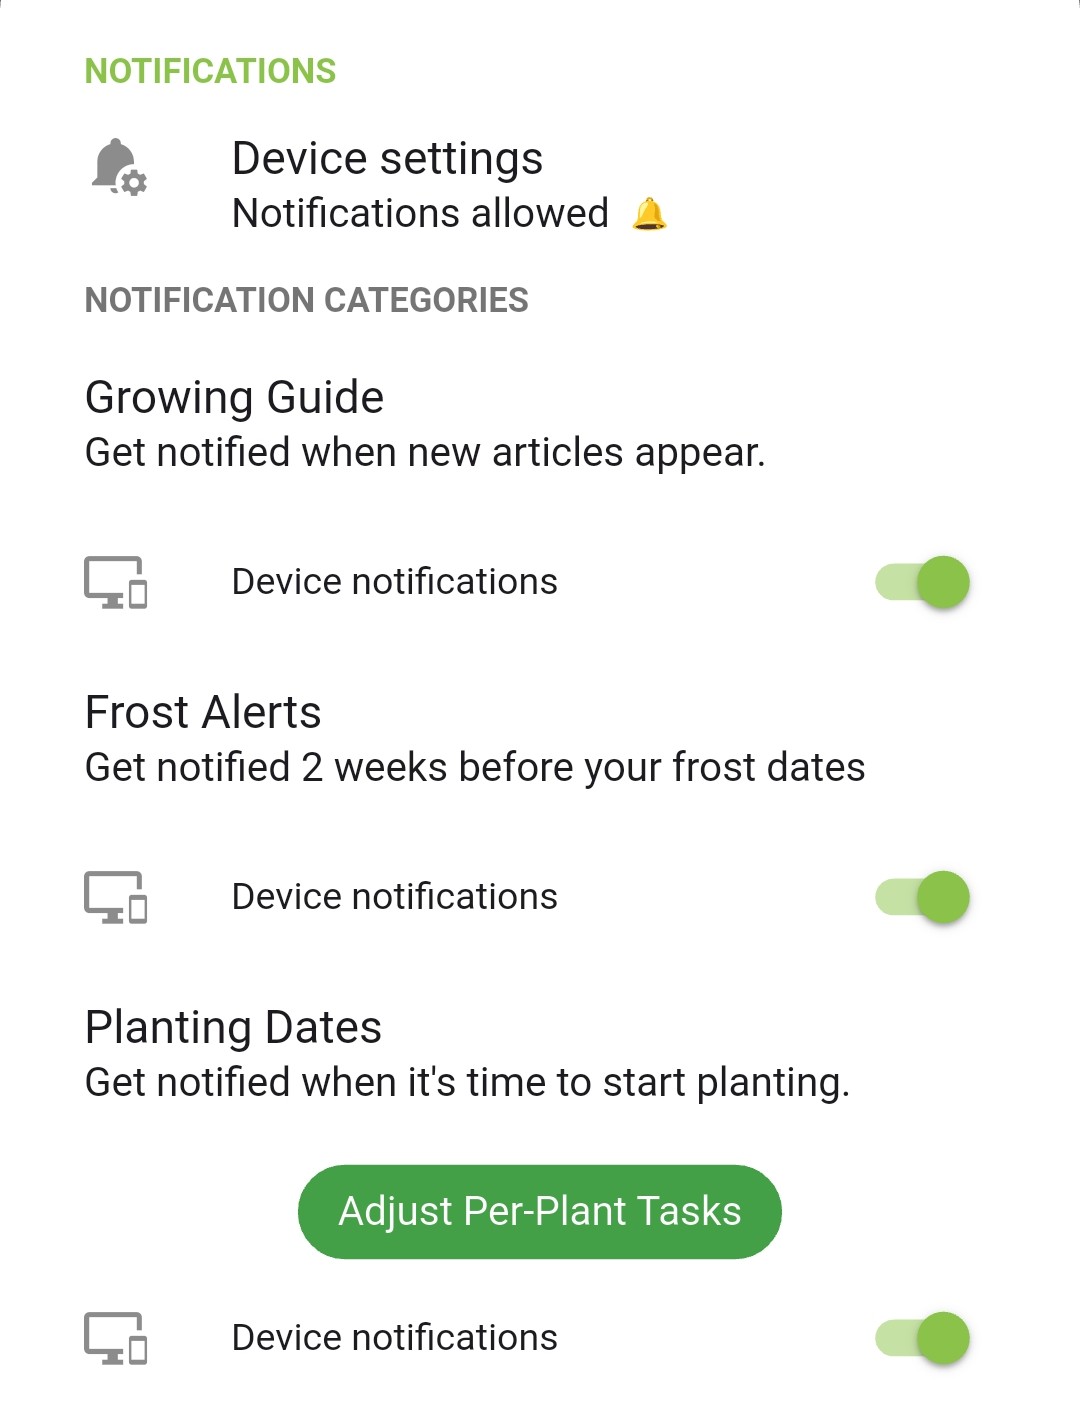 NOTIFICATIONS
Device settings
Notifications allowed 🔔
NOTIFICATION CATEGORIES
Growing Guide
Get notified when new articles appear.
Device notifications
Frost Alerts
Get notified 2 weeks before your frost dates
Device notifications
Planting Dates
Get notified when it's time to start planting.
Adjust Per-Plant Tasks
Device notifications